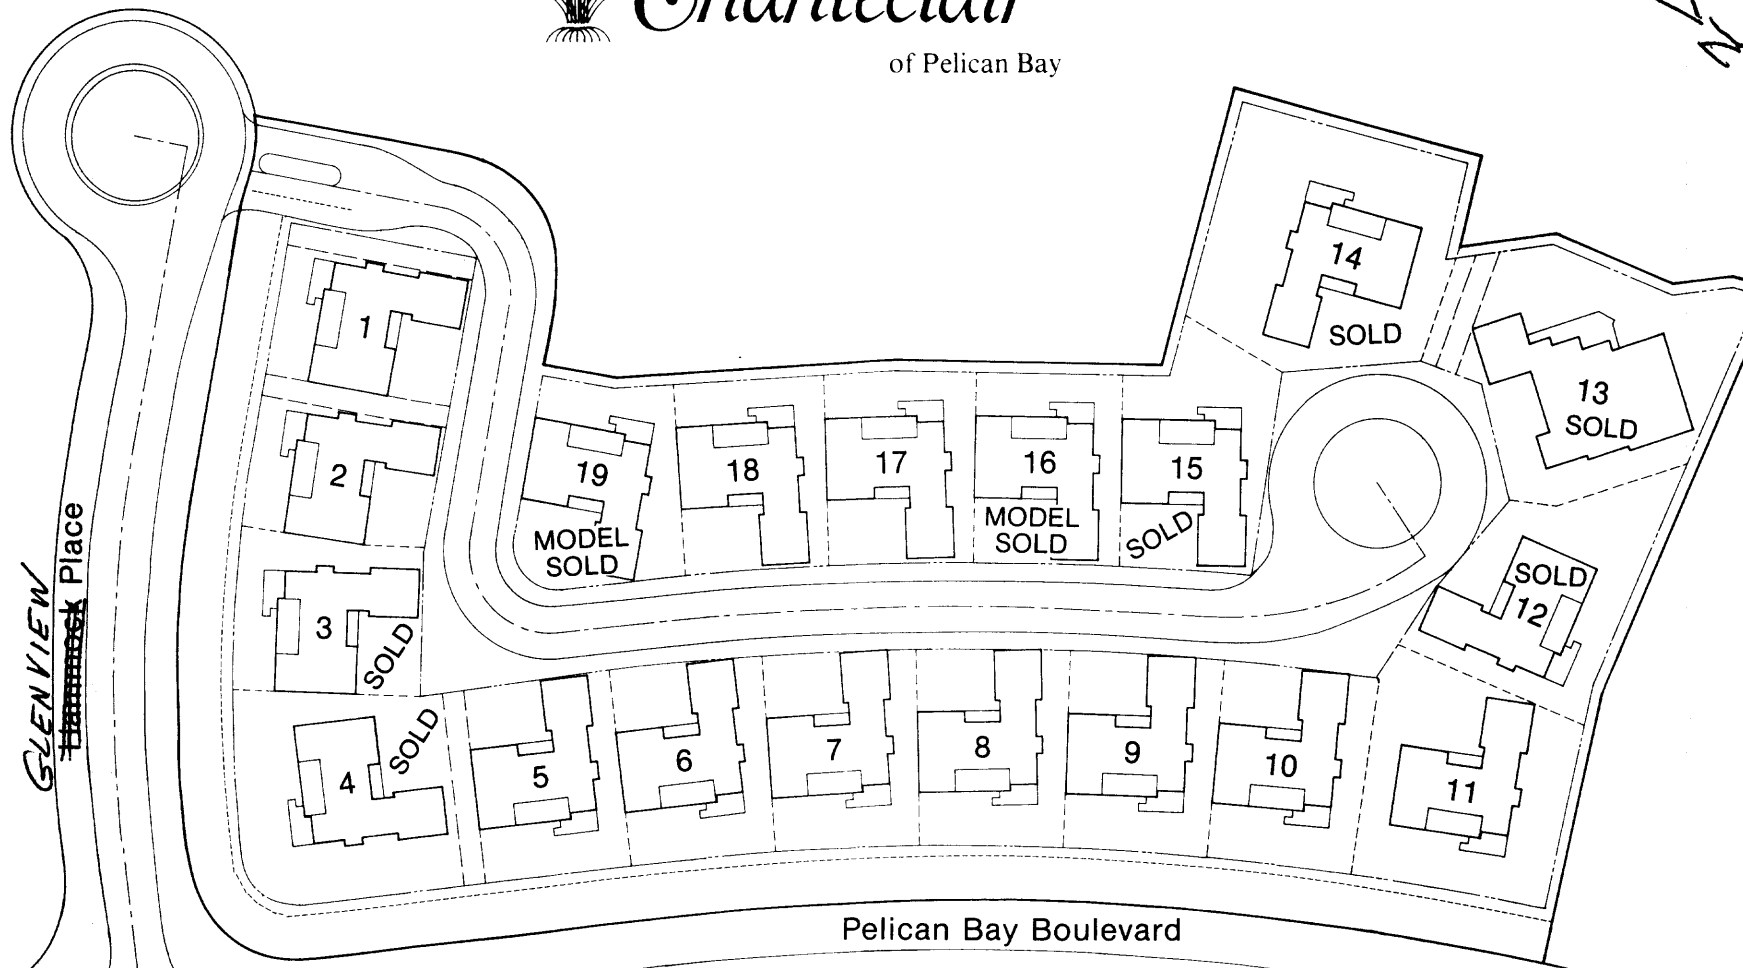 Chanteclair
of Pelican Bay
N
14
SOLD
13
SOLD
1
2
19
MODEL
SOLD
18
17
16
MODEL
SOLD
15
SOLD
SOLD
12
3
SOLD
GLENVIEW
Hammock Place
4
SOLD
5
6
7
8
9
10
11
Pelican Bay Boulevard